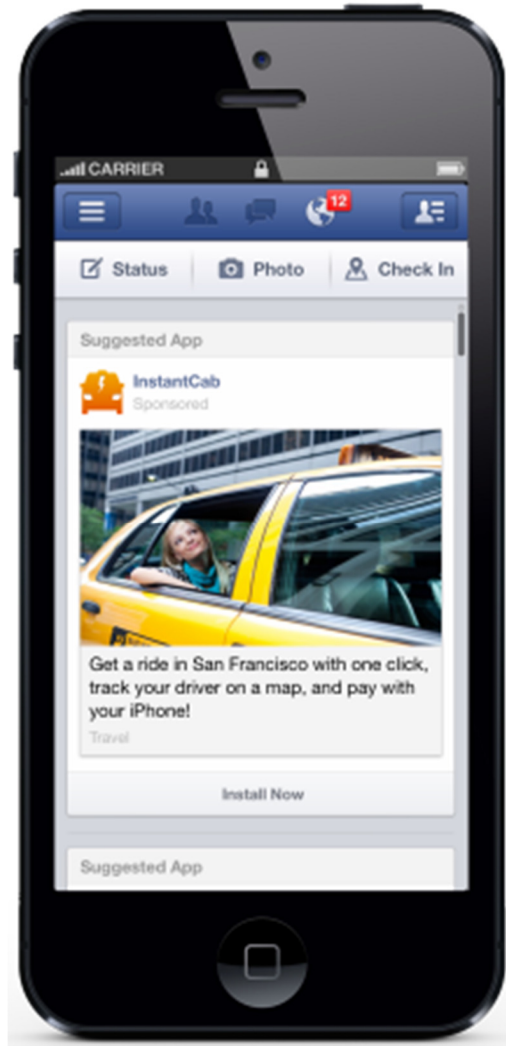 CARRIER
12
Status Photo Check In
Suggested App
InstantCab
Sponsored
Get a ride in San Francisco with one click,
track your driver on a map, and pay with
your iPhone!
Travel
Install Now
Suggested App